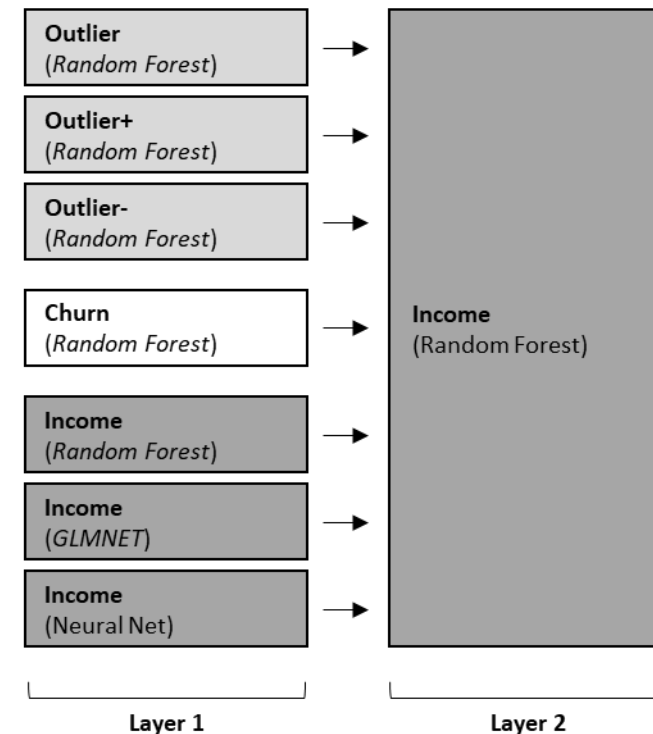 Outlier
(Random Forest)
Outlier+
(Random Forest)
Outlier-
(Random Forest)
Churn
(Random Forest)
Income
(Random Forest)
Income
(GLMNET)
Income
(Neural Net)
Income
(Random Forest)
Layer 1
Layer 2